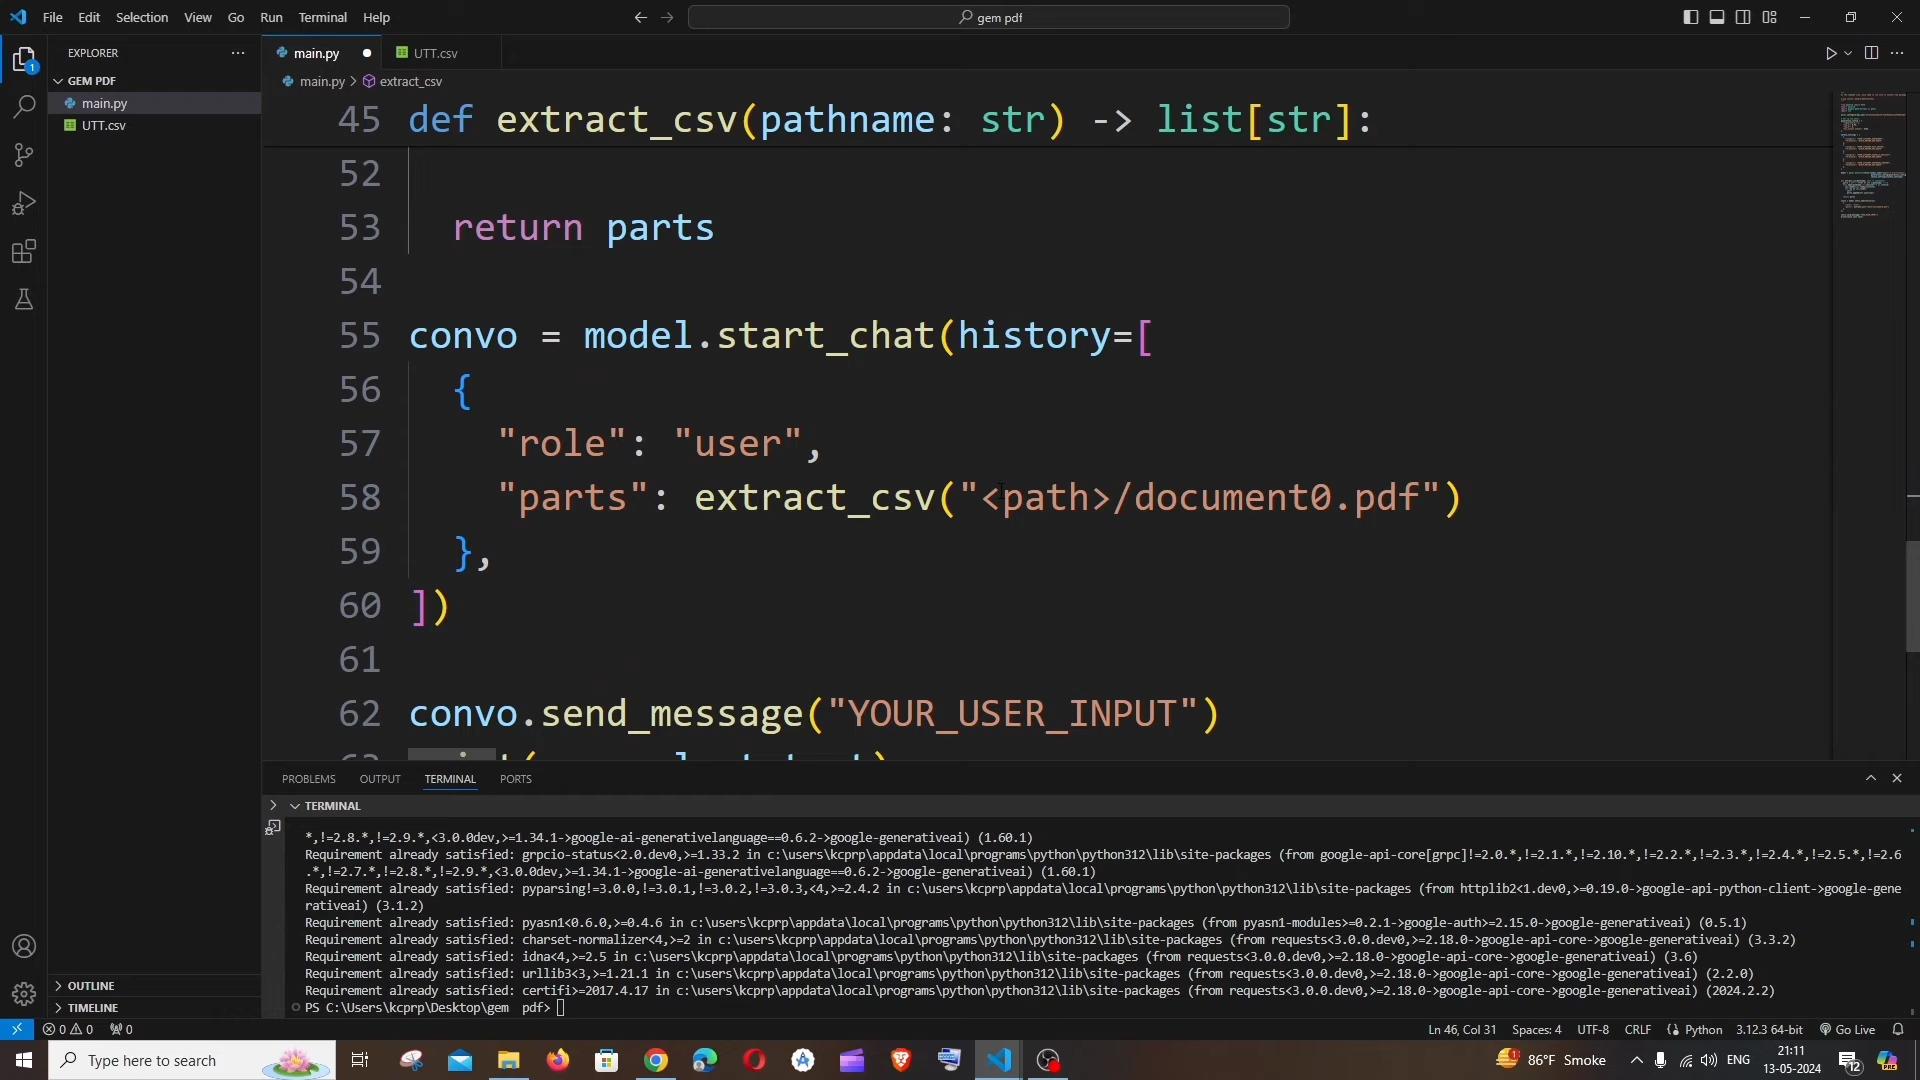 File Edit Selection View Go Run Terminal Help
gem pdf
EXPLORER
GEM PDF
main.py
UTT.csv
OUTLINE
TIMELINE
main.py
UTT.csv
main.py > extract_csv
45 def extract_csv(pathname: str) -> list[str]:
52
53 return parts
54
55 convo = model.start_chat(history=[
56 {
57 "role": "user",
58 "parts": extract_csv("<path>/document0.pdf")
59 },
60 ])
61
62 convo.send_message("YOUR_USER_INPUT")
PROBLEMS OUTPUT TERMINAL PORTS
TERMINAL
*,!=2.8.*,!=2.9.*,<3.0.0dev,>=1.34.1->google-ai-generativelanguage==0.6.2->google-generativeai) (1.60.1)
Requirement already satisfied: grpcio-status<2.0.dev0,>=1.33.2 in c:\users\kcprp\appdata\local\programs\python\python312\lib\site-packages (from google-api-core[grpc]!=2.0.*,!=2.1.*,!=2.10.*,!=2.2.*,!=2.3.*,!=2.4.*,!=2.5.*,!=2.6
.*,!=2.7.*,!=2.8.*,!=2.9.*,<3.0.0dev,>=1.34.1->google-ai-generativelanguage==0.6.2->google-generativeai) (1.60.1)
Requirement already satisfied: pyparsing!=3.0.0,!=3.0.1,!=3.0.2,!=3.0.3,<4,>=2.4.2 in c:\users\kcprp\appdata\local\programs\python\python312\lib\site-packages (from httplib2<1.dev0,>=0.19.0->google-api-python-client->google-gene
rativeai) (3.1.2)
Requirement already satisfied: pyasn1<0.6.0,>=0.4.6 in c:\users\kcprp\appdata\local\programs\python\python312\lib\site-packages (from pyasn1-modules>=0.2.1->google-auth>=2.15.0->google-generativeai) (0.5.1)
Requirement already satisfied: charset-normalizer<4,>=2 in c:\users\kcprp\appdata\local\programs\python\python312\lib\site-packages (from requests<3.0.0.dev0,>=2.18.0->google-api-core->google-generativeai) (3.3.2)
Requirement already satisfied: idna<4,>=2.5 in c:\users\kcprp\appdata\local\programs\python\python312\lib\site-packages (from requests<3.0.0.dev0,>=2.18.0->google-api-core->google-generativeai) (3.6)
Requirement already satisfied: urllib3<3,>=1.21.1 in c:\users\kcprp\appdata\local\programs\python\python312\lib\site-packages (from requests<3.0.0.dev0,>=2.18.0->google-api-core->google-generativeai) (2.2.0)
Requirement already satisfied: certifi>=2017.4.17 in c:\users\kcprp\appdata\local\programs\python\python312\lib\site-packages (from requests<3.0.0.dev0,>=2.18.0->google-api-core->google-generativeai) (2024.2.2)
PS C:\Users\kcprp\Desktop\gem pdf>
0 0 0
Ln 46, Col 31 Spaces: 4 UTF-8 CRLF Python 3.12.3 64-bit Go Live
Type here to search
86°F Smoke
ENG
21:11
13-05-2024
12